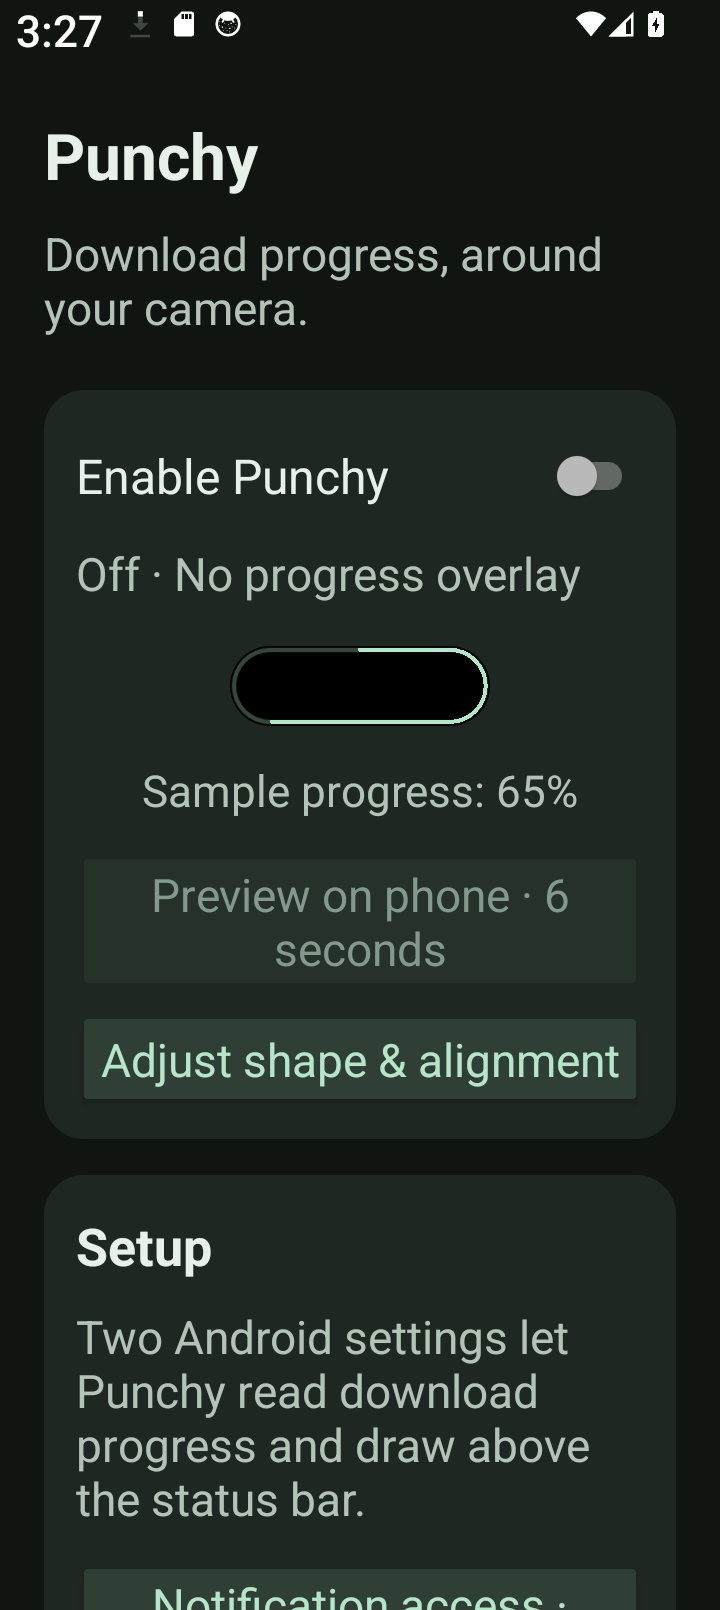 3:27
Punchy
Download progress, around
your camera.
Enable Punchy
Off · No progress overlay
Sample progress: 65%
Preview on phone · 6
seconds
Adjust shape & alignment
Setup
Two Android settings let
Punchy read download
progress and draw above
the status bar.
Notification access ·